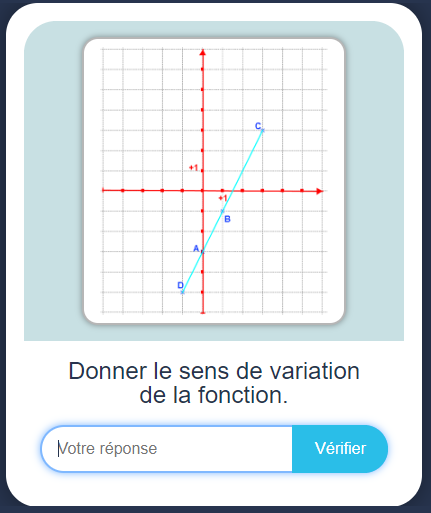 C
+1
+1
B
A
D
Donner le sens de variation
de la fonction.
Votre réponse
Vérifier